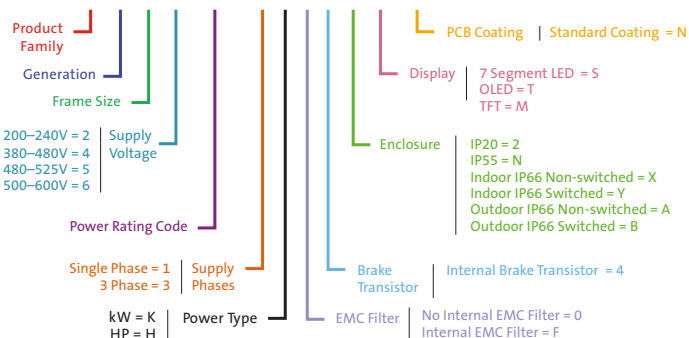 Product
Family
Generation
Frame Size
200–240V = 2
380–480V = 4
480–525V = 5
500–600V = 6
Supply
Voltage
Power Rating Code
Single Phase = 1
3 Phase = 3
Supply
Phases
kW = K
HP = H
Power Type
PCB Coating
Standard Coating = N
Display
7 Segment LED = S
OLED = T
TFT = M
Enclosure
IP20 = 2
IP55 = N
Indoor IP66 Non-switched = X
Indoor IP66 Switched = Y
Outdoor IP66 Non-switched = A
Outdoor IP66 Switched = B
Brake
Transistor
Internal Brake Transistor = 4
EMC Filter
No Internal EMC Filter = 0
Internal EMC Filter = F